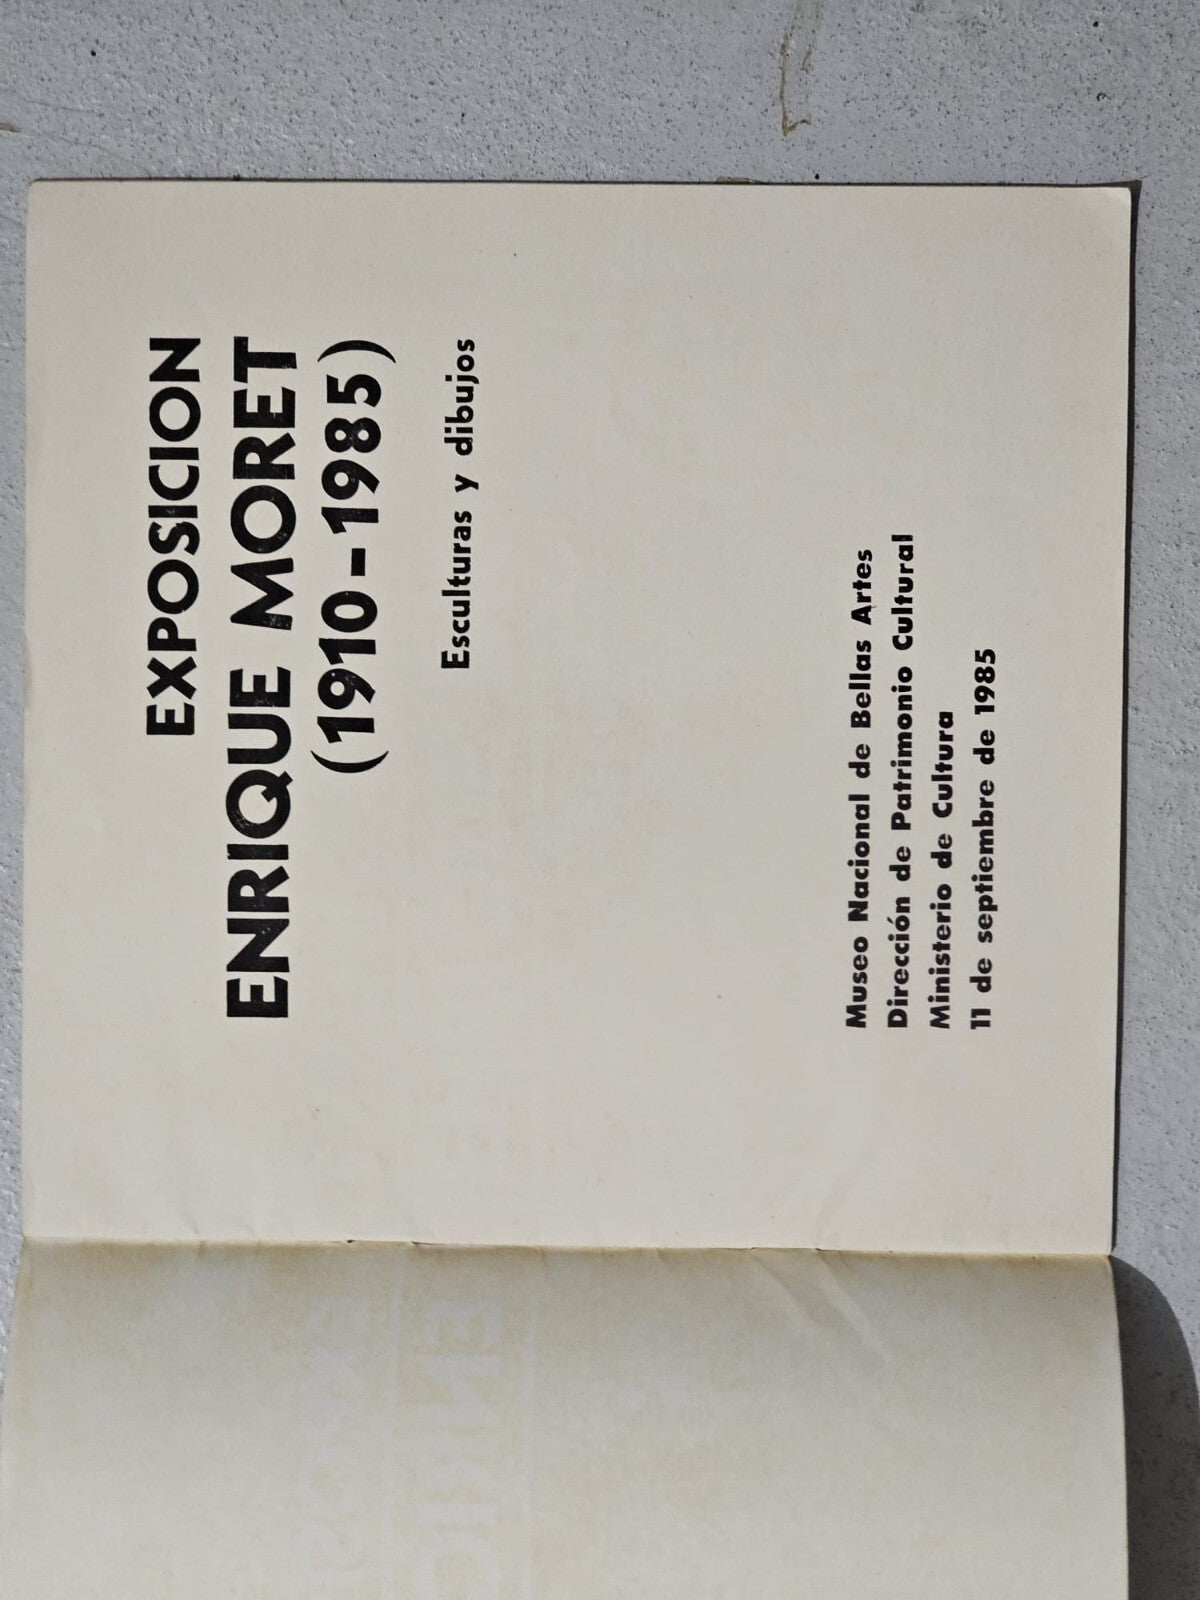 EXPOSICION
ENRIQUE MORET
(1910-1985)
Esculturas y dibujos
Museo Nacional de Bellas Artes
Dirección de Patrimonio Cultural
Ministerio de Cultura
11 de septiembre de 1985